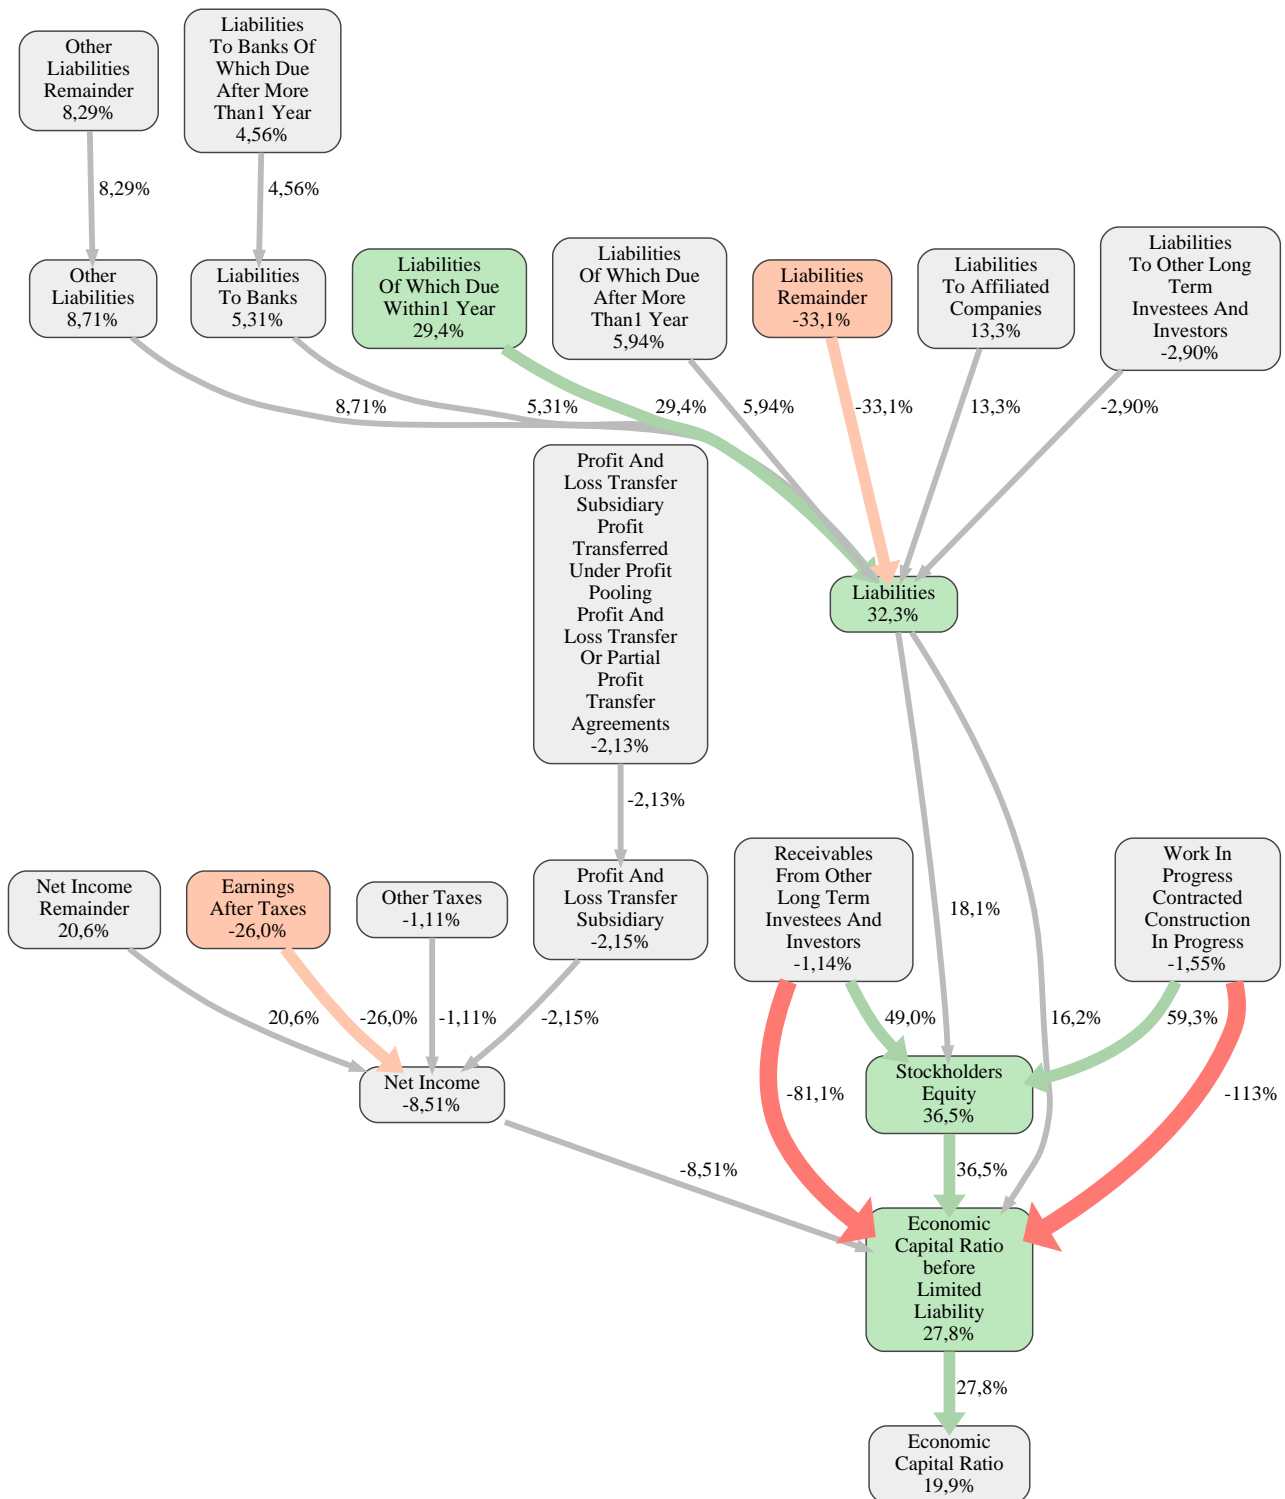 Other
Liabilities
Remainder
8,29%
Liabilities
To Banks Of
Which Due
After More
Than1 Year
4,56%
8,29%
4,56%
Other
Liabilities
8,71%
Liabilities
To Banks
5,31%
Liabilities
Of Which Due
Within1 Year
29,4%
Liabilities
Of Which Due
After More
Than1 Year
5,94%
Liabilities
Remainder
-33,1%
Liabilities
To Affiliated
Companies
13,3%
Liabilities
To Other Long
Term
Investees And
Investors
-2,90%
8,71%
5,31%
29,4%
5,94%
-33,1%
13,3%
-2,90%
Profit And
Loss Transfer
Subsidiary
Profit
Transferred
Under Profit
Pooling
Profit And
Loss Transfer
Or Partial
Profit
Transfer
Agreements
-2,13%
Liabilities
32,3%
-2,13%
Net Income
Remainder
20,6%
Earnings
After Taxes
-26,0%
Other Taxes
-1,11%
Profit And
Loss Transfer
Subsidiary
-2,15%
Receivables
From Other
Long Term
Investees And
Investors
-1,14%
18,1%
Work In
Progress
Contracted
Construction
In Progress
-1,55%
20,6%
-26,0%
-1,11%
-2,15%
49,0%
16,2%
59,3%
Net Income
-8,51%
-81,1%
Stockholders
Equity
36,5%
-113%
-8,51%
36,5%
Economic
Capital Ratio
before
Limited
Liability
27,8%
27,8%
Economic
Capital Ratio
19,9%